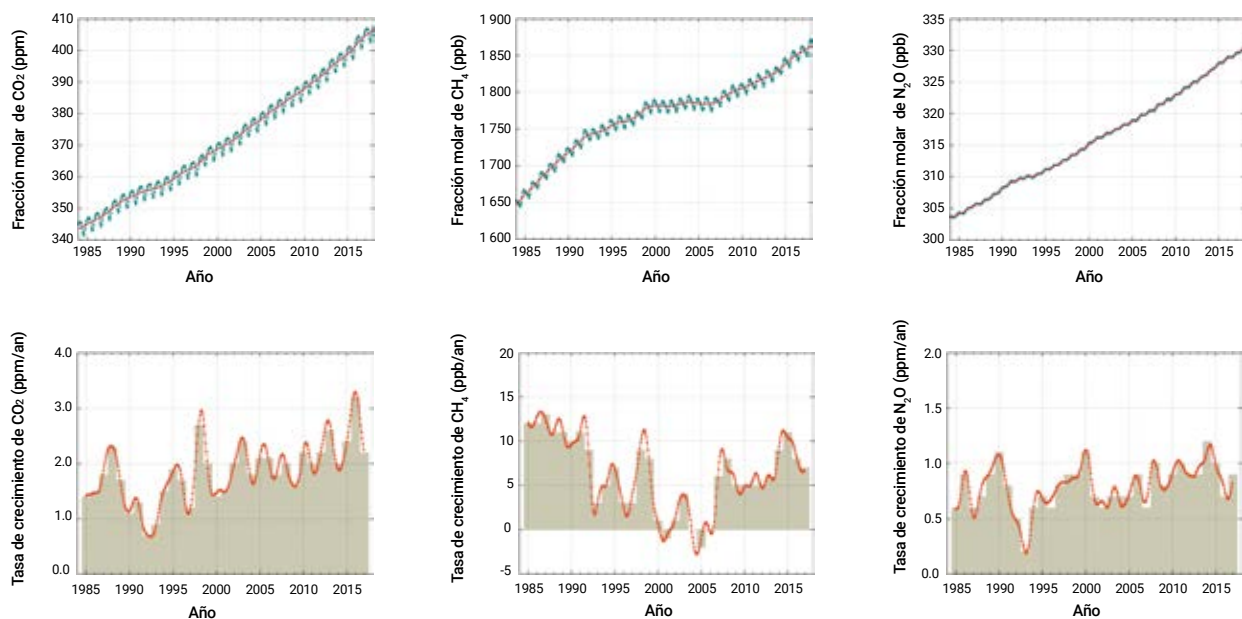 Fracción molar de CO₂ (ppm)
410
400
390
380
370
360
350
340
1985 1990 1995 2000 2005 2010 2015
Año
Fracción molar de CH₄ (ppb)
1 900
1 850
1 800
1 750
1 700
1 650
1 600
1985 1990 1995 2000 2005 2010 2015
Año
Fracción molar de N₂O (ppb)
335
330
325
320
315
310
305
300
1985 1990 1995 2000 2005 2010 2015
Año
Tasa de crecimiento de CO₂ (ppm/an)
4.0
3.0
2.0
1.0
0.0
1985 1990 1995 2000 2005 2010 2015
Año
Tasa de crecimiento de CH₄ (ppb/an)
20
15
10
5
0
-5
1985 1990 1995 2000 2005 2010 2015
Año
Tasa de crecimiento de N₂O (ppm/an)
2.0
1.5
1.0
0.5
0.0
1985 1990 1995 2000 2005 2010 2015
Año